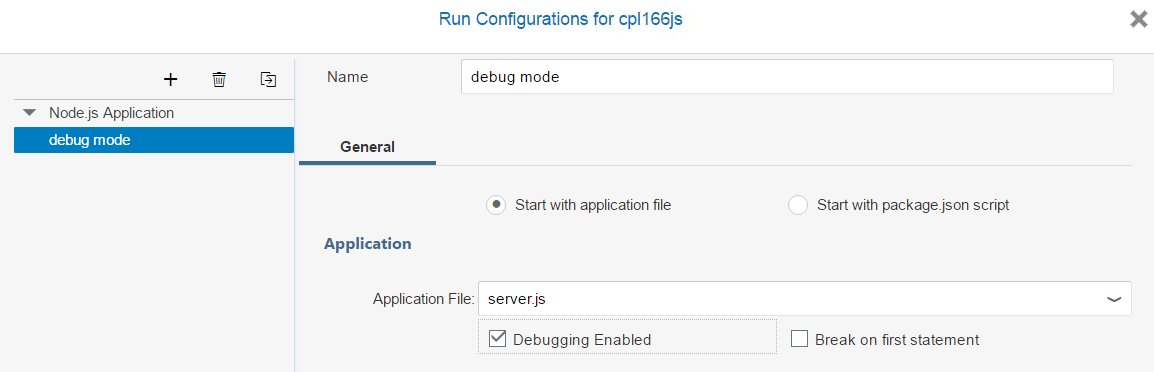 Run Configurations for cpl166js
Name
debug mode
Node.js Application
debug mode
General
Start with application file
Start with package.json script
Application
Application File:
server.js
Debugging Enabled
Break on first statement